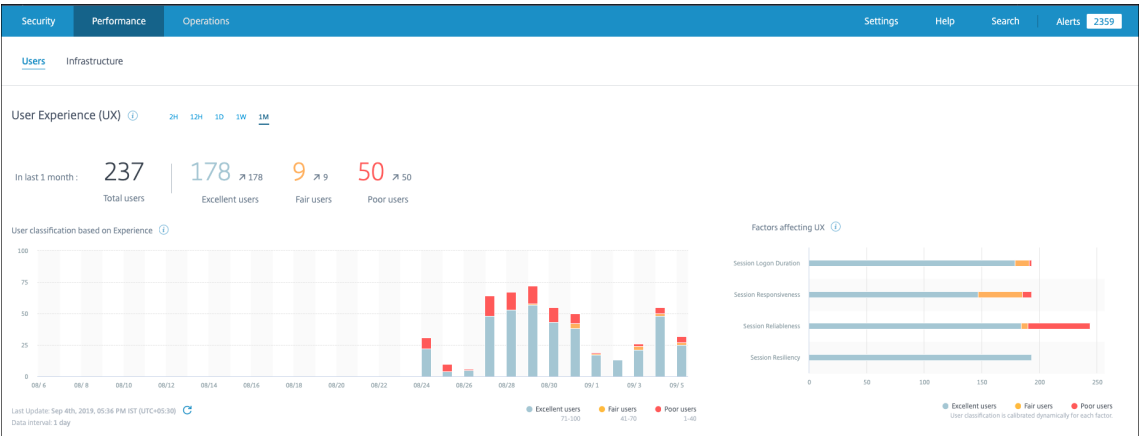 Security Performance Operations Settings Help Search Alerts 2359
Users Infrastructure
User Experience (UX) 2H 12H 1D 1W 1M
In last 1 month : 237 178 178 9 9 50 50
Total users Excellent users Fair users Poor users
User classification based on Experience
100
75
50
25
0
08/ 6 08/ 8 08/10 08/12 08/14 08/16 08/18 08/20 08/22 08/24 08/26 08/28 08/30 09/ 1 09/ 3 09/ 5
Excellent users Fair users Poor users
71-100 41-70 1-40
Last Update: Sep 4th, 2019, 05:36 PM IST (UTC+05:30)
Data Interval: 1 day
Factors affecting UX
Session Logon Duration
Session Responsiveness
Session Reliableness
Session Resiliency
0 50 100 150 200 250
Excellent users Fair users Poor users
User classification is calibrated dynamically for each factor.